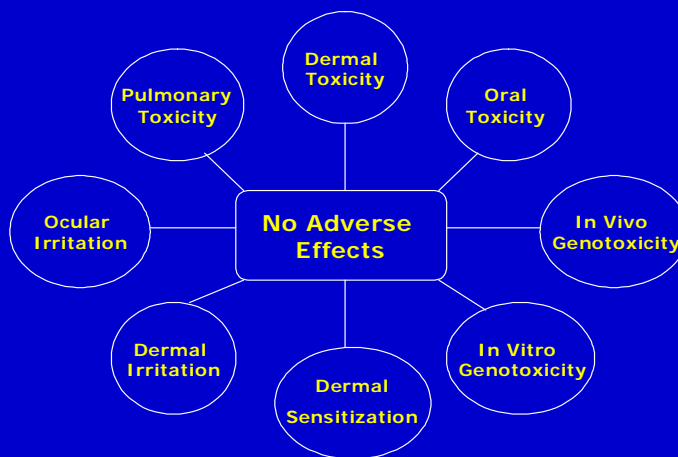 Dermal
Toxicity
Pulmonary
Toxicity
Oral
Toxicity
Ocular
Irritation
No Adverse
Effects
In Vivo
Genotoxicity
Dermal
Irritation
In Vitro
Genotoxicity
Dermal
Sensitization